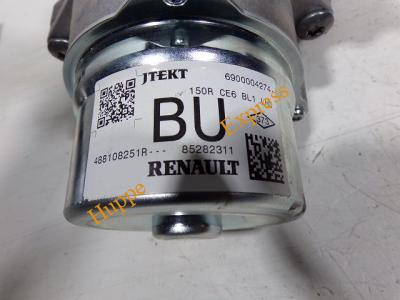 JTEKT 6900004274
150R CE6 BL1
BU
488108251R--- 85282311
RENAULT
Huppe Express